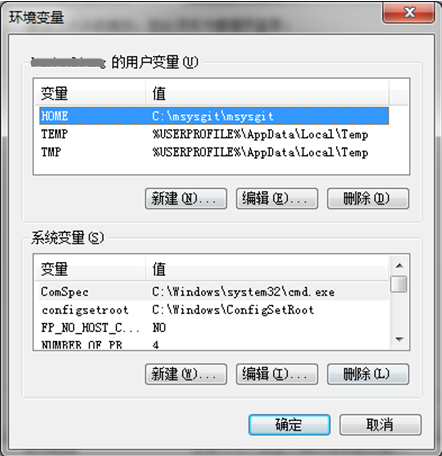 环境变量
的用户变量(U)
变量 值
HOME C:\msysgit\msysgit
TEMP %USERPROFILE%\AppData\Local\Temp
TMP %USERPROFILE%\AppData\Local\Temp
新建(N)... 编辑(E)... 删除(D)
系统变量(S)
变量 值
ComSpec C:\Windows\system32\cmd.exe
configsetroot C:\Windows\ConfigSetRoot
FP_NO_HOST_C... NO
NUMBER_OF_PR... 4
新建(W)... 编辑(I)... 删除(L)
确定 取消